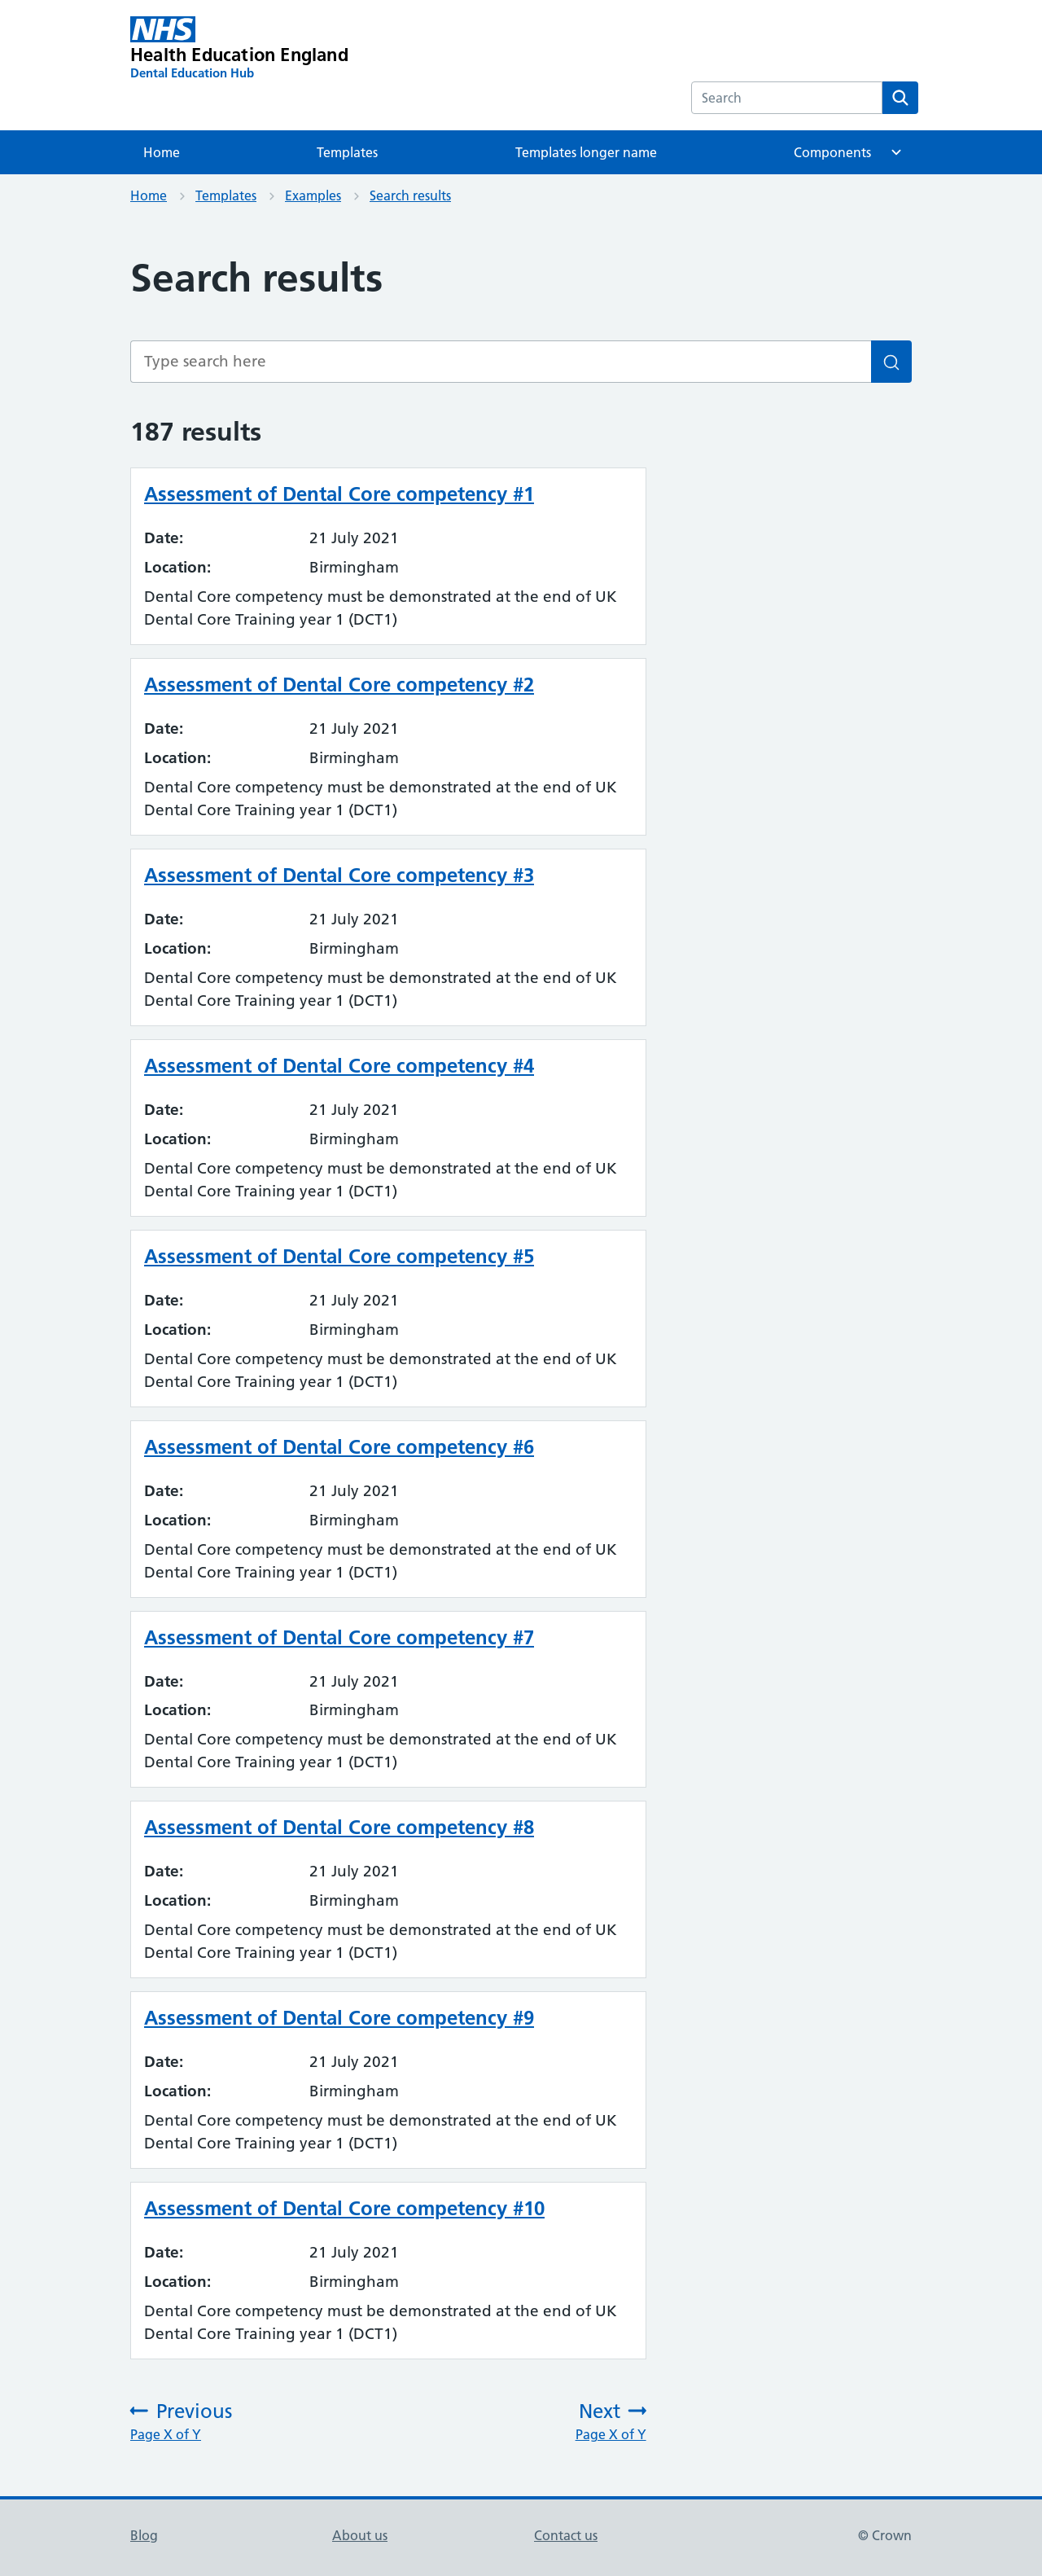 NHS
Health Education England
Dental Education Hub
Search
Home
Templates
Templates longer name
Components
Home
Templates
Examples
Search results
Search results
Type search here
187 results
Assessment of Dental Core competency #1
Date: 21 July 2021
Location: Birmingham
Dental Core competency must be demonstrated at the end of UK
Dental Core Training year 1 (DCT1)
Assessment of Dental Core competency #2
Date: 21 July 2021
Location: Birmingham
Dental Core competency must be demonstrated at the end of UK
Dental Core Training year 1 (DCT1)
Assessment of Dental Core competency #3
Date: 21 July 2021
Location: Birmingham
Dental Core competency must be demonstrated at the end of UK
Dental Core Training year 1 (DCT1)
Assessment of Dental Core competency #4
Date: 21 July 2021
Location: Birmingham
Dental Core competency must be demonstrated at the end of UK
Dental Core Training year 1 (DCT1)
Assessment of Dental Core competency #5
Date: 21 July 2021
Location: Birmingham
Dental Core competency must be demonstrated at the end of UK
Dental Core Training year 1 (DCT1)
Assessment of Dental Core competency #6
Date: 21 July 2021
Location: Birmingham
Dental Core competency must be demonstrated at the end of UK
Dental Core Training year 1 (DCT1)
Assessment of Dental Core competency #7
Date: 21 July 2021
Location: Birmingham
Dental Core competency must be demonstrated at the end of UK
Dental Core Training year 1 (DCT1)
Assessment of Dental Core competency #8
Date: 21 July 2021
Location: Birmingham
Dental Core competency must be demonstrated at the end of UK
Dental Core Training year 1 (DCT1)
Assessment of Dental Core competency #9
Date: 21 July 2021
Location: Birmingham
Dental Core competency must be demonstrated at the end of UK
Dental Core Training year 1 (DCT1)
Assessment of Dental Core competency #10
Date: 21 July 2021
Location: Birmingham
Dental Core competency must be demonstrated at the end of UK
Dental Core Training year 1 (DCT1)
Previous
Page X of Y
Next
Page X of Y
Blog
About us
Contact us
© Crown